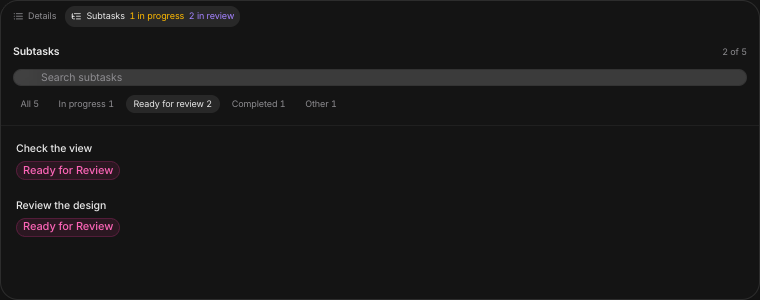 Details Subtasks 1 in progress 2 in review
Subtasks 2 of 5
Search subtasks
All 5 In progress 1 Ready for review 2 Completed 1 Other 1
Check the view
Ready for Review
Review the design
Ready for Review